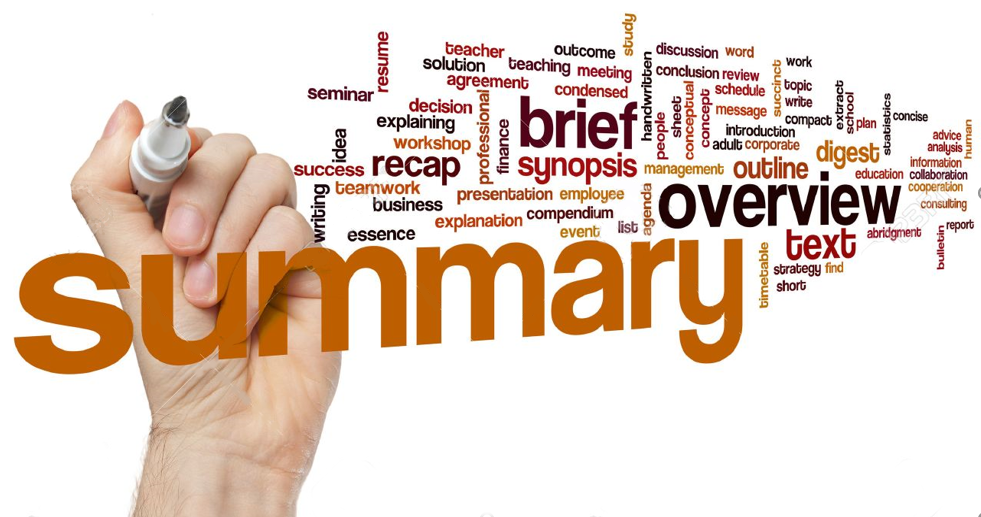 study
resume
teacher
outcome
discussion
word
solution
teaching
meeting
handwritten
conclusion
review
succinct
work
agreement
condensed
conceptual
schedule
topic
seminar
decision
professional
brief
sheet
concept
message
write
extract
school
explaining
finance
people
introduction
compact
plan
statistics
concise
idea
workshop
adult
corporate
digest
advice
human
analysis
success
recap
synopsis
management
outline
information
teamwork
education
collaboration
writing
business
presentation
employee
agenda
overview
cooperation
consulting
essence
explanation
compendium
event
list
text
abridgment
bulletin
report
summary
timetable
strategy
find
short